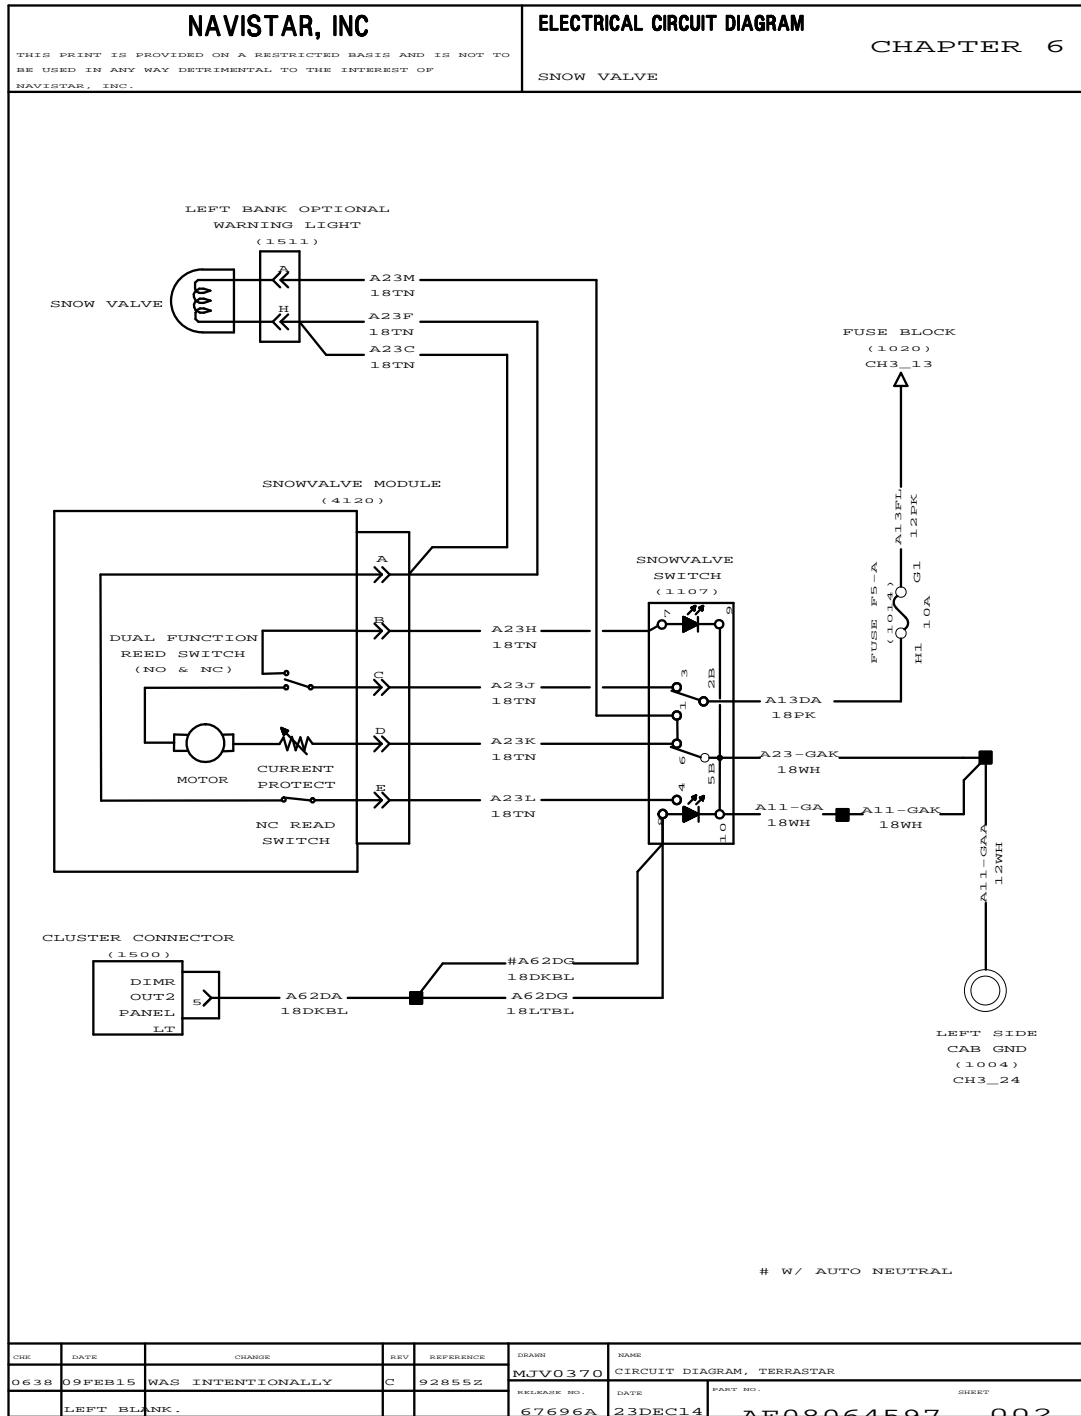 NAVISTAR, INC
THIS PRINT IS PROVIDED ON A RESTRICTED BASIS AND IS NOT TO
BE USED IN ANY WAY DETRIMENTAL TO THE INTEREST OF
NAVISTAR, INC.
ELECTRICAL CIRCUIT DIAGRAM
CHAPTER 6
SNOW VALVE
LEFT BANK OPTIONAL
WARNING LIGHT
(1511)
SNOW VALVE
A
H
A23M
18TN
A23F
18TN
A23C
18TN
FUSE BLOCK
(1020)
CH3_13
A13FL
12PK
FUSE F5-A
(1014)
G1
10A
H1
SNOWVALVE MODULE
(4120)
A
B
C
D
E
DUAL FUNCTION
REED SWITCH
(NO & NC)
MOTOR
CURRENT
PROTECT
NC READ
SWITCH
A23H
18TN
A23J
18TN
A23K
18TN
A23L
18TN
SNOWVALVE
SWITCH
(1107)
7
9
3
2B
1
6
5B
4
8
10
A13DA
18PK
A23-GAK
18WH
A11-GA
18WH
A11-GAK
18WH
A11-GAA
12WH
CLUSTER CONNECTOR
(1500)
DIMR
OUT2
PANEL
LT
5
A62DA
18DKBL
#A62DG
18DKBL
A62DG
18LTBL
LEFT SIDE
CAB GND
(1004)
CH3_24
# W/ AUTO NEUTRAL
CHK DATE CHANGE REV REFERENCE
0638 09FEB15 WAS INTENTIONALLY C 92855Z
LEFT BLANK.
DRAWN
MJV0370
NAME
CIRCUIT DIAGRAM, TERRASTAR
RELEASE NO.
67696A
DATE
23DEC14
PART NO.
AE08064597
SHEET
002